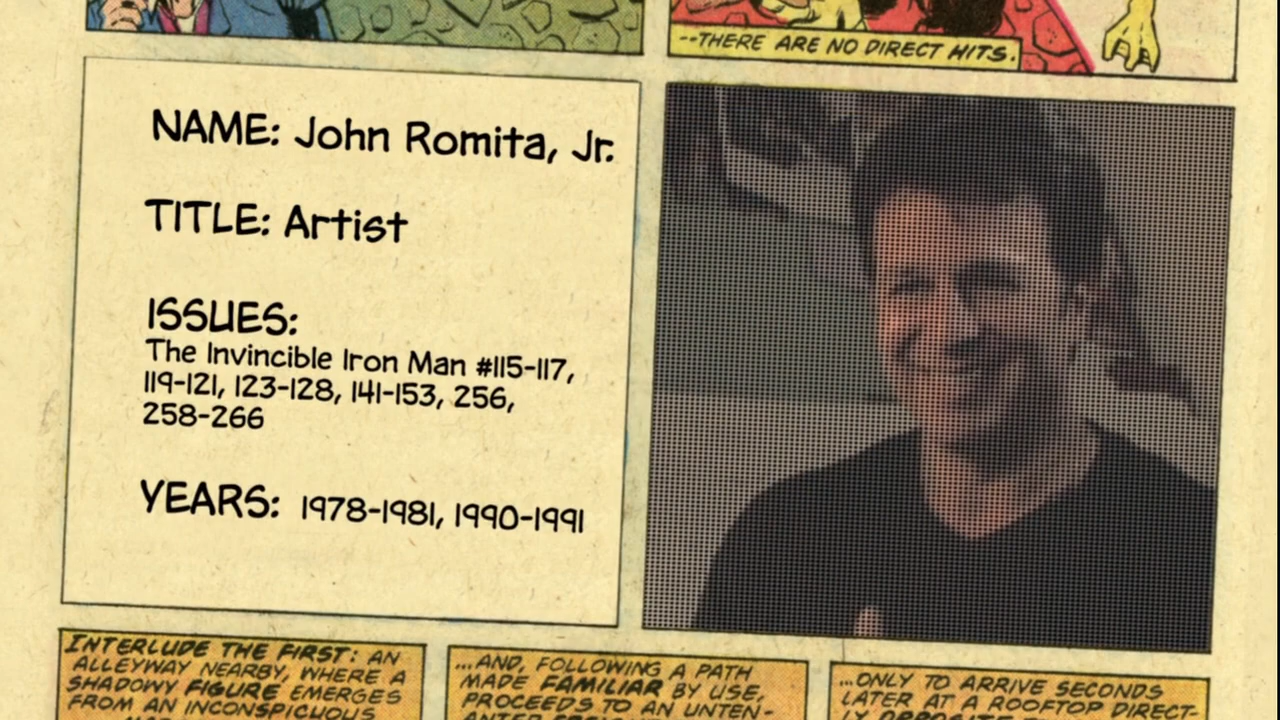 --THERE ARE NO DIRECT HITS.
NAME: John Romita, Jr.
TITLE: Artist
ISSUES:
The Invincible Iron Man #115-117,
119-121, 123-128, 141-153, 256,
258-266
YEARS: 1978-1981, 1990-1991
INTERLUDE THE FIRST: AN
ALLEYWAY NEARBY, WHERE A
SHADOWY FIGURE EMERGES
FROM AN INCONSPICUOUS
...AND, FOLLOWING A PATH
MADE FAMILIAR BY USE,
PROCEEDS TO AN UNTEN-
...ONLY TO ARRIVE SECONDS
LATER AT A ROOFTOP DIRECT-
LY OPPOSITE